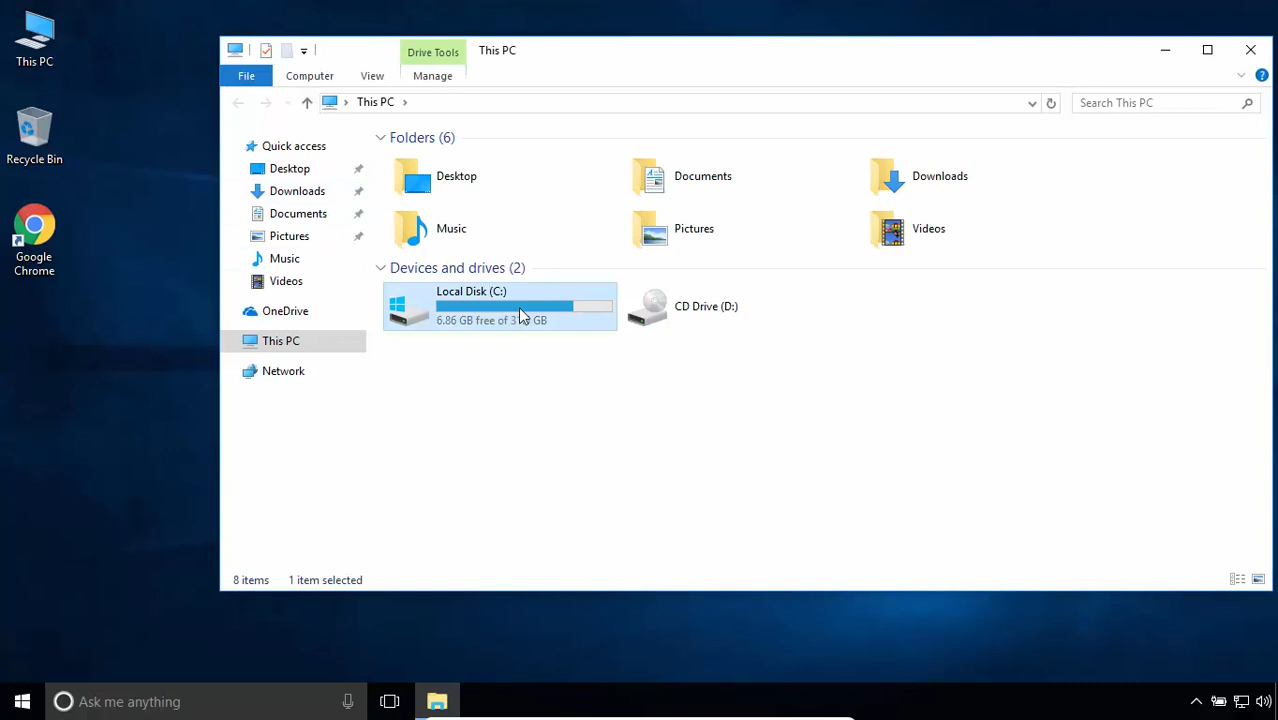 This PC
Recycle Bin
Google
Chrome
Drive Tools
This PC
File
Computer
View
Manage
This PC
Search This PC
Quick access
Desktop
Downloads
Documents
Pictures
Music
Videos
OneDrive
This PC
Network
Folders (6)
Desktop
Documents
Downloads
Music
Pictures
Videos
Devices and drives (2)
Local Disk (C:)
6.86 GB free of GB
CD Drive (D:)
8 items
1 item selected
Ask me anything